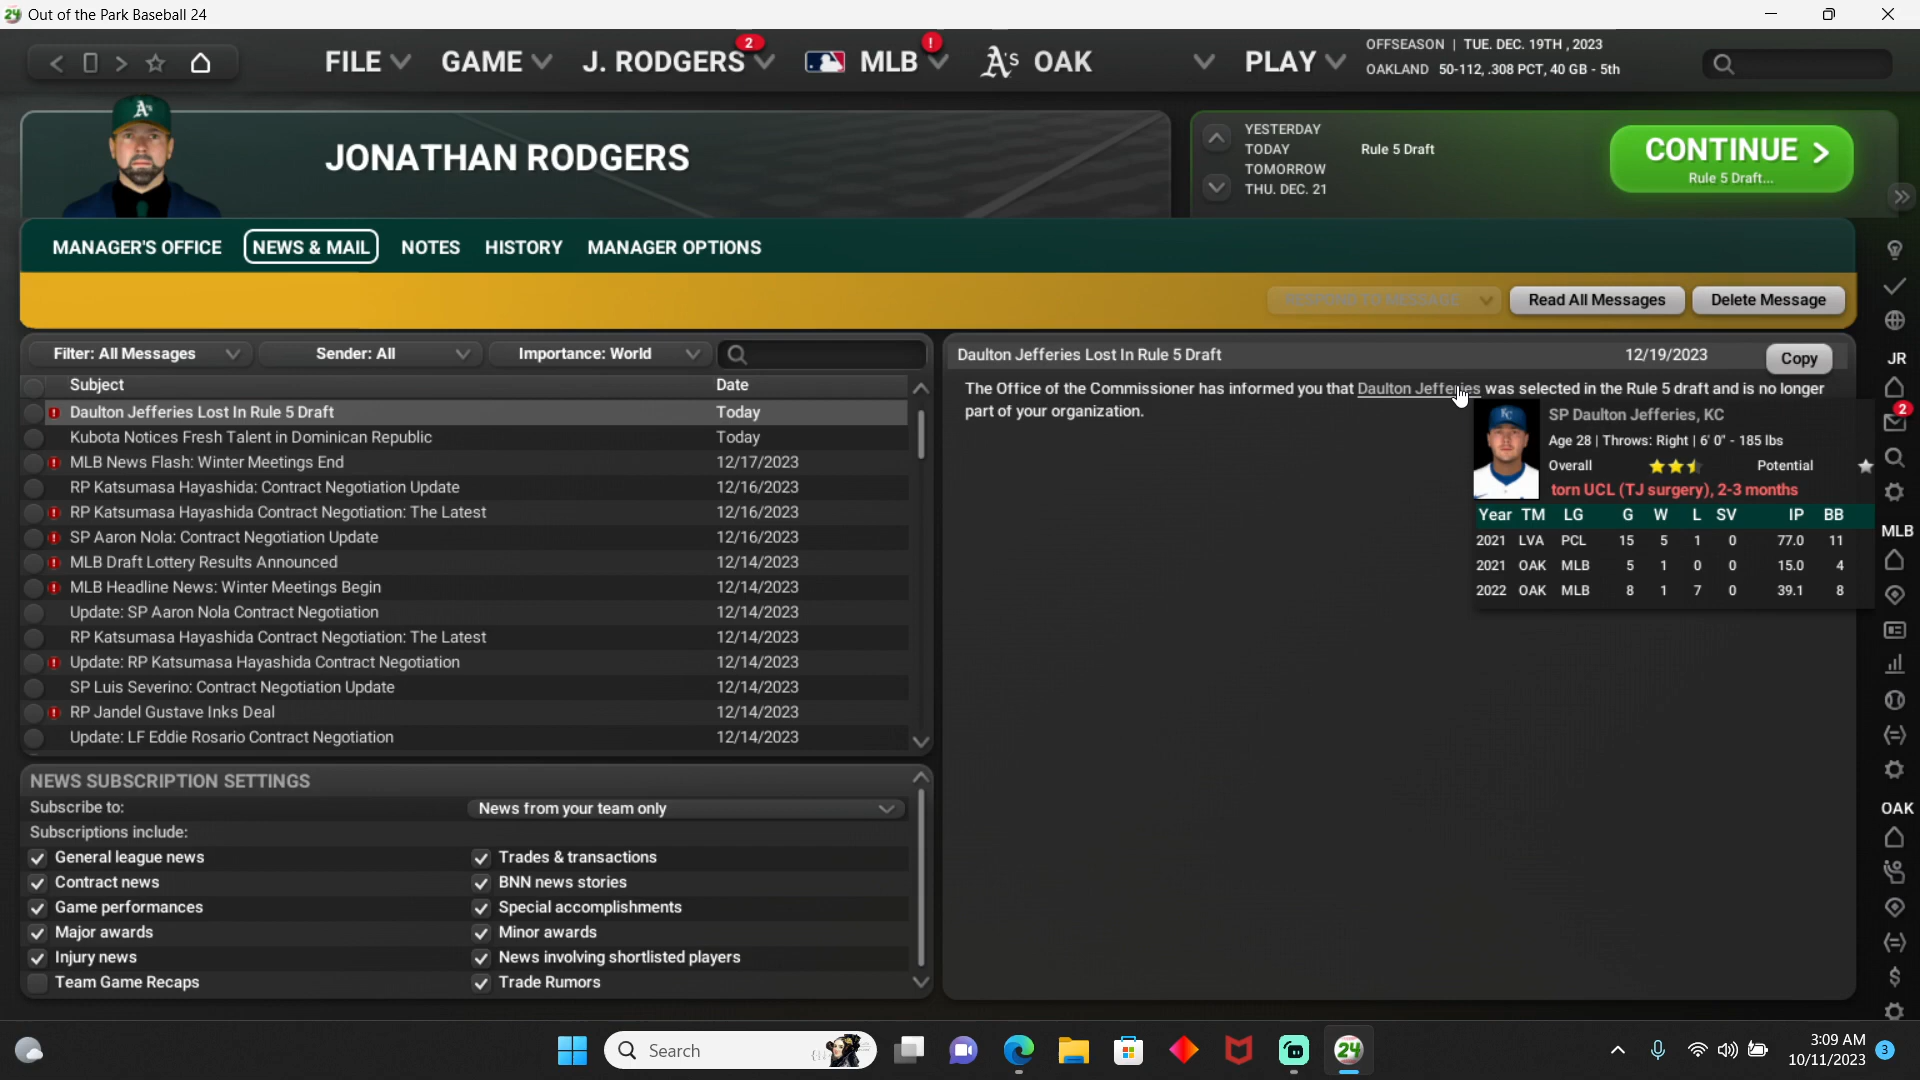 Out of the Park Baseball 24
FILE GAME J. RODGERS 2 MLB ! A's OAK PLAY
OFFSEASON | TUE. DEC. 19TH , 2023
OAKLAND 50-112, .308 PCT, 40 GB - 5th
JONATHAN RODGERS
YESTERDAY
TODAY Rule 5 Draft
TOMORROW
THU. DEC. 21
CONTINUE >
Rule 5 Draft...
MANAGER'S OFFICE NEWS & MAIL NOTES HISTORY MANAGER OPTIONS
RESPOND TO MESSAGE Read All Messages Delete Message
Filter: All Messages Sender: All Importance: World
Subject Date
Daulton Jefferies Lost In Rule 5 Draft Today
Kubota Notices Fresh Talent in Dominican Republic Today
MLB News Flash: Winter Meetings End 12/17/2023
RP Katsumasa Hayashida: Contract Negotiation Update 12/16/2023
RP Katsumasa Hayashida Contract Negotiation: The Latest 12/16/2023
SP Aaron Nola: Contract Negotiation Update 12/16/2023
MLB Draft Lottery Results Announced 12/14/2023
MLB Headline News: Winter Meetings Begin 12/14/2023
Update: SP Aaron Nola Contract Negotiation 12/14/2023
RP Katsumasa Hayashida Contract Negotiation: The Latest 12/14/2023
Update: RP Katsumasa Hayashida Contract Negotiation 12/14/2023
SP Luis Severino: Contract Negotiation Update 12/14/2023
RP Jandel Gustave Inks Deal 12/14/2023
Update: LF Eddie Rosario Contract Negotiation 12/14/2023
Daulton Jefferies Lost In Rule 5 Draft 12/19/2023 Copy
The Office of the Commissioner has informed you that Daulton Jefferies was selected in the Rule 5 draft and is no longer
part of your organization.
SP Daulton Jefferies, KC
Age 28 | Throws: Right | 6' 0" - 185 lbs
Overall Potential
torn UCL (TJ surgery), 2-3 months
Year TM LG G W L SV IP BB
2021 LVA PCL 15 5 1 0 77.0 11
2021 OAK MLB 5 1 0 0 15.0 4
2022 OAK MLB 8 1 7 0 39.1 8
JR
2
MLB
OAK
NEWS SUBSCRIPTION SETTINGS
Subscribe to: News from your team only
Subscriptions include:
General league news Trades & transactions
Contract news BNN news stories
Game performances Special accomplishments
Major awards Minor awards
Injury news News involving shortlisted players
Team Game Recaps Trade Rumors
Search
24
3:09 AM
10/11/2023 3